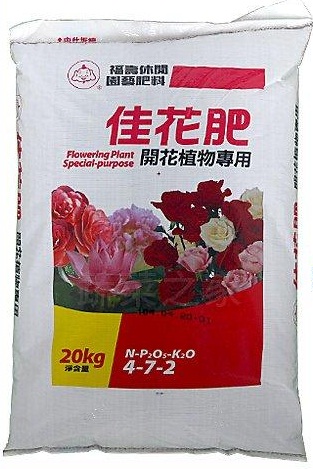 福壽休閒
園藝肥料
®
佳花肥
Flowering Plant
Special-purpose
開花植物專用
20kg
淨含量
N-P₂O₅-K₂O
4-7-2